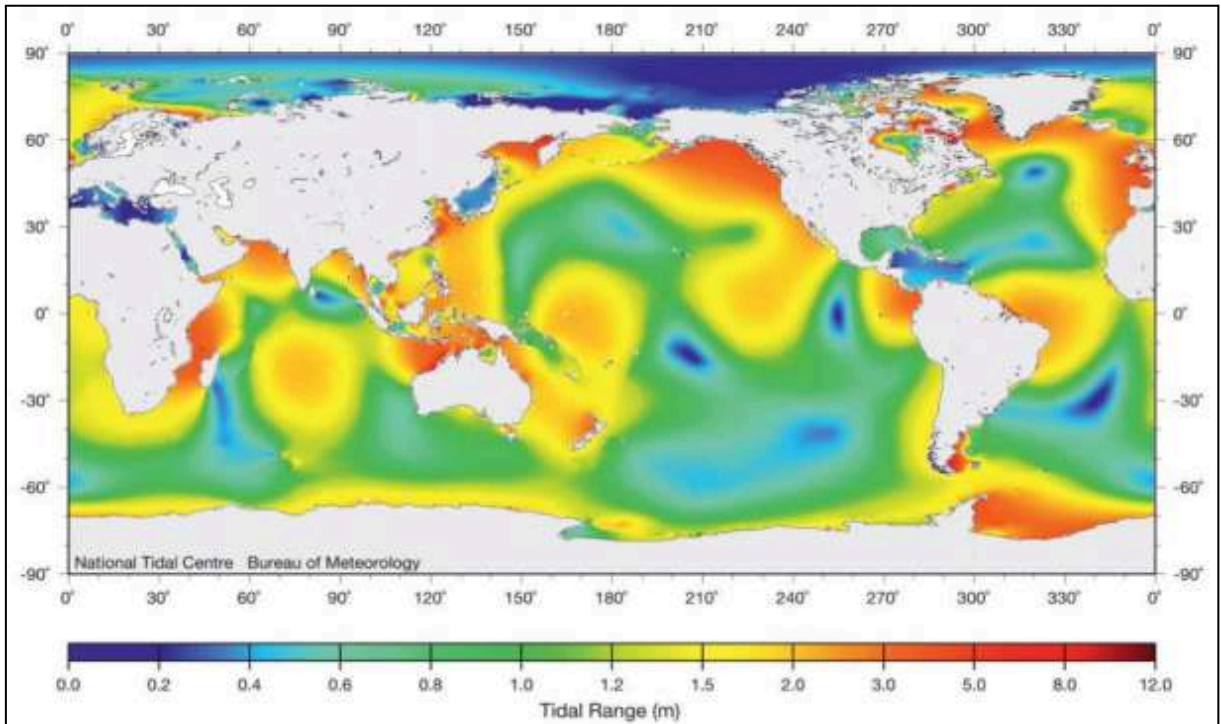 0° 30° 60° 90° 120° 150° 180° 210° 240° 270° 300° 330° 0°
90° 90°
60° 60°
30° 30°
0° 0°
-30° -30°
-60° -60°
National Tidal Centre Bureau of Meteorology
-90° -90°
0° 30° 60° 90° 120° 150° 180° 210° 240° 270° 300° 330° 0°
0.0 0.2 0.4 0.6 0.8 1.0 1.2 1.5 2.0 3.0 5.0 8.0 12.0
Tidal Range (m)